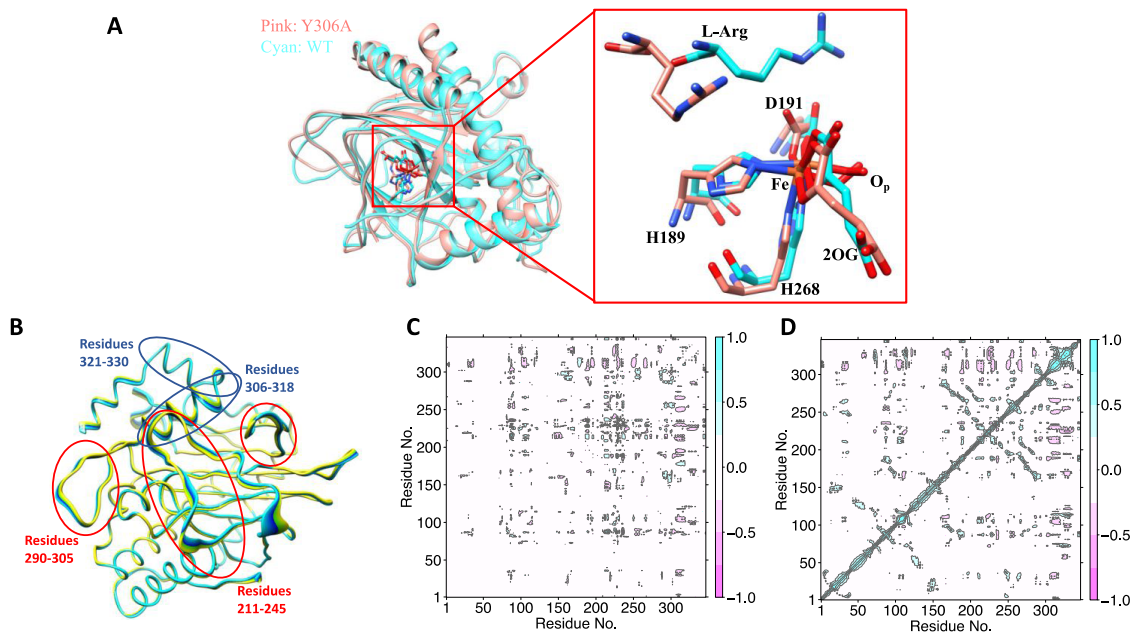 A
Pink: Y306A
Cyan: WT
L-Arg
D191
Fe
Op
H189
2OG
H268
B
Residues
321-330
Residues
306-318
Residues
290-305
Residues
211-245
C
Residue No.
300
250
200
150
100
50
1
1 50 100 150 200 250 300
Residue No.
1.0
0.5
0.0
−0.5
−1.0
D
Residue No.
300
250
200
150
100
50
1
1 50 100 150 200 250 300
Residue No.
1.0
0.5
0.0
−0.5
−1.0